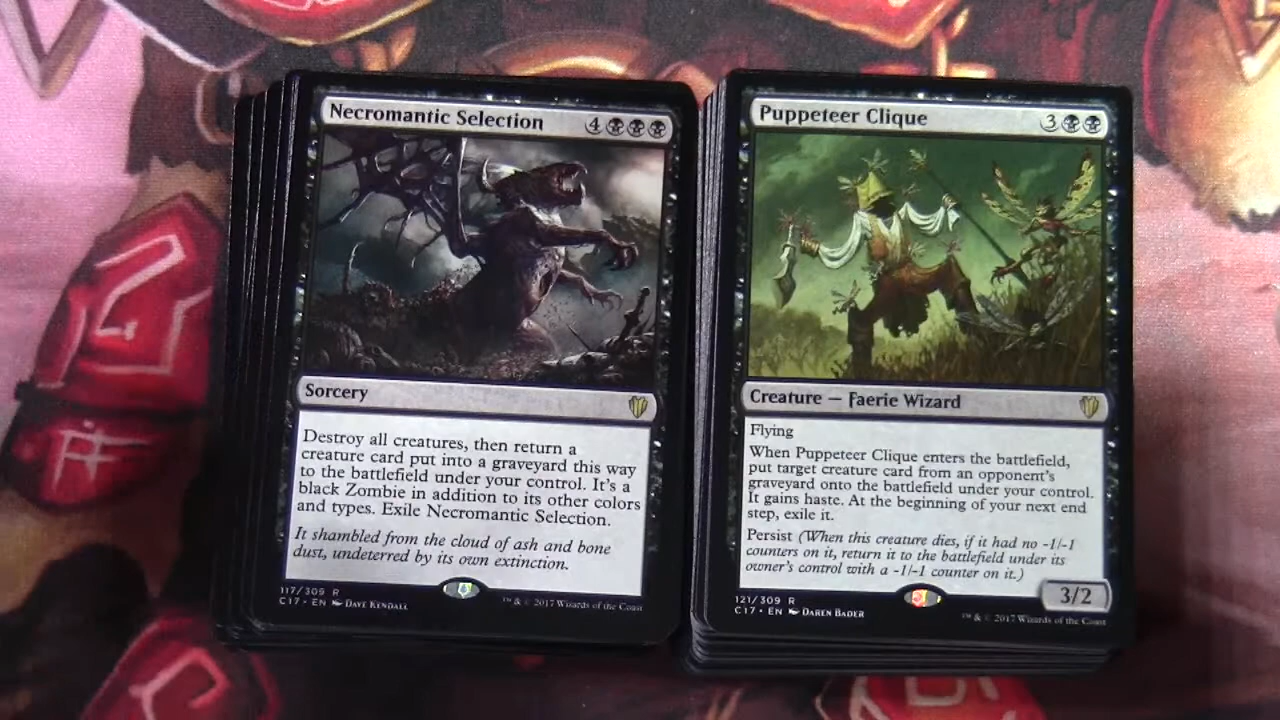 Necromantic Selection
4
Sorcery
Destroy all creatures, then return a
creature card put into a graveyard this way
to the battlefield under your control. It's a
black Zombie in addition to its other colors
and types. Exile Necromantic Selection.
It shambled from the cloud of ash and bone
dust, undeterred by its own extinction.
117/309 R
C17 • EN DAVE KENDALL
™ & © 2017 Wizards of the Coast
Puppeteer Clique
3
Creature — Faerie Wizard
Flying
When Puppeteer Clique enters the battlefield,
put target creature card from an opponent's
graveyard onto the battlefield under your control.
It gains haste. At the beginning of your next end
step, exile it.
Persist (When this creature dies, if it had no -1/-1
counters on it, return it to the battlefield under its
owner's control with a -1/-1 counter on it.)
3/2
121/309 R
C17 • EN DAREN BADER
™ & © 2017 Wizards of the Coast